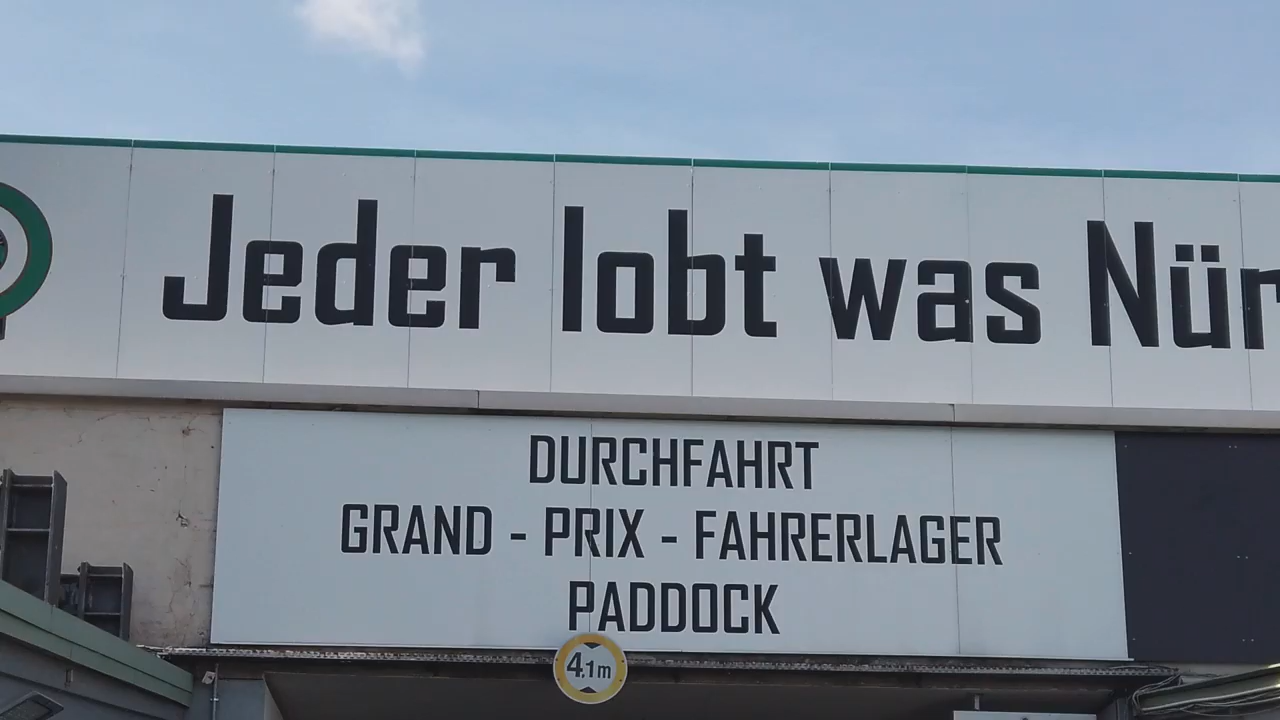 Jeder lobt was Nür
DURCHFAHRT
GRAND - PRIX - FAHRERLAGER
PADDOCK
4.1m